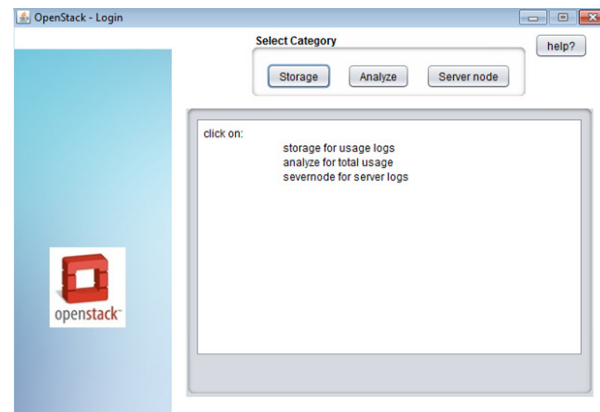 OpenStack - Login
Select Category
help?
Storage Analyze Server node
click on:
storage for usage logs
analyze for total usage
severnode for server logs
openstack